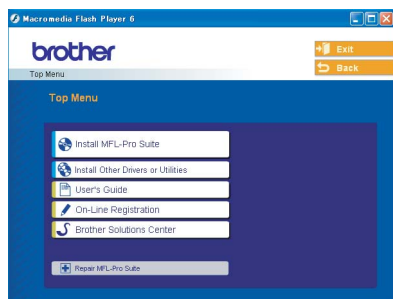 Macromedia Flash Player 6
brother
Exit
Back
Top Menu
Top Menu
Install MFL-Pro Suite
Install Other Drivers or Utilities
User's Guide
On-Line Registration
Brother Solutions Center
Repair MFL-Pro Suite